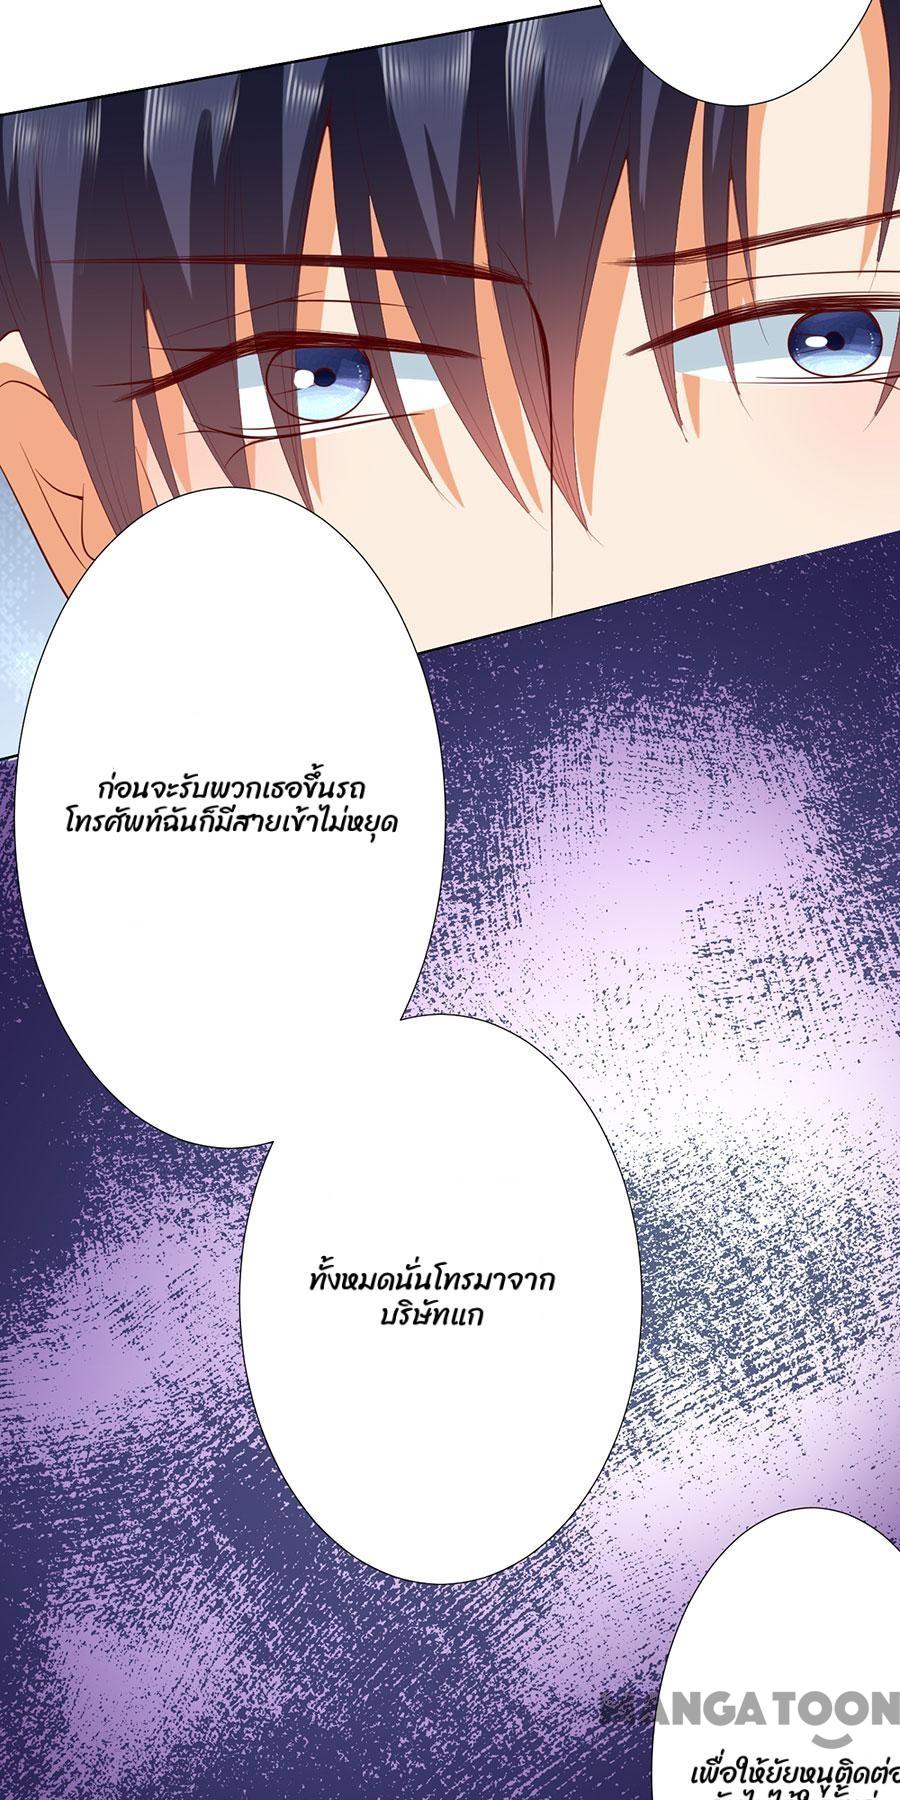 ก่อนจะรับพวกเธอขึ้นรถ
โทรศัพท์ฉันก็มีสายเข้าไม่หยุด
ทั้งหมดนั่นโทรมาจาก
บริษัทแก
MANGATOON
เพื่อให้ยัยหนูติดต่อ